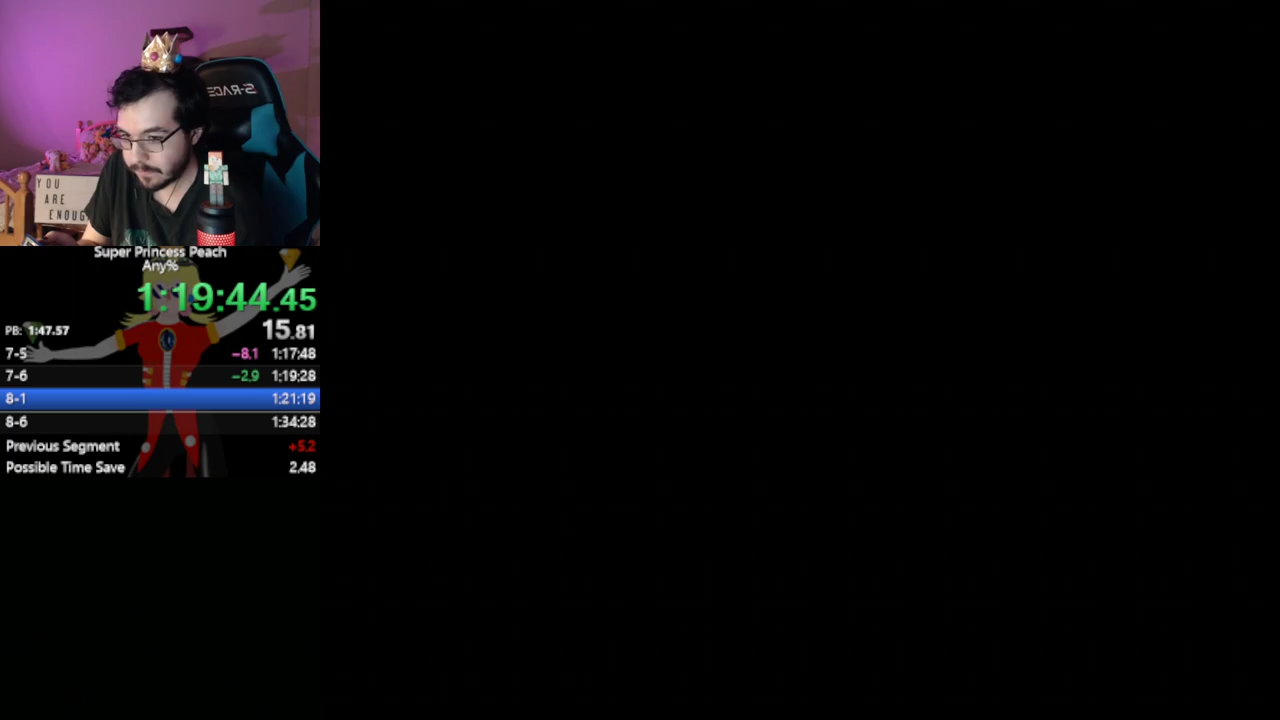 S-RACER
YOU
ARE
ENOUG
Super Princess Peach
Any%
1:19:44.45
PB: 1:47.57 15.81
7-5 -8.1 1:17:48
7-6 -2.9 1:19:28
8-1 1:21:19
8-6 1:34:28
Previous Segment +5.2
Possible Time Save 2.48